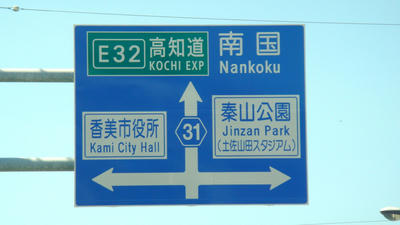 E32 高知道
KOCHI EXP
南国
Nankoku
香美市役所
Kami City Hall
31
秦山公園
Jinzan Park
(土佐山田スタジアム)